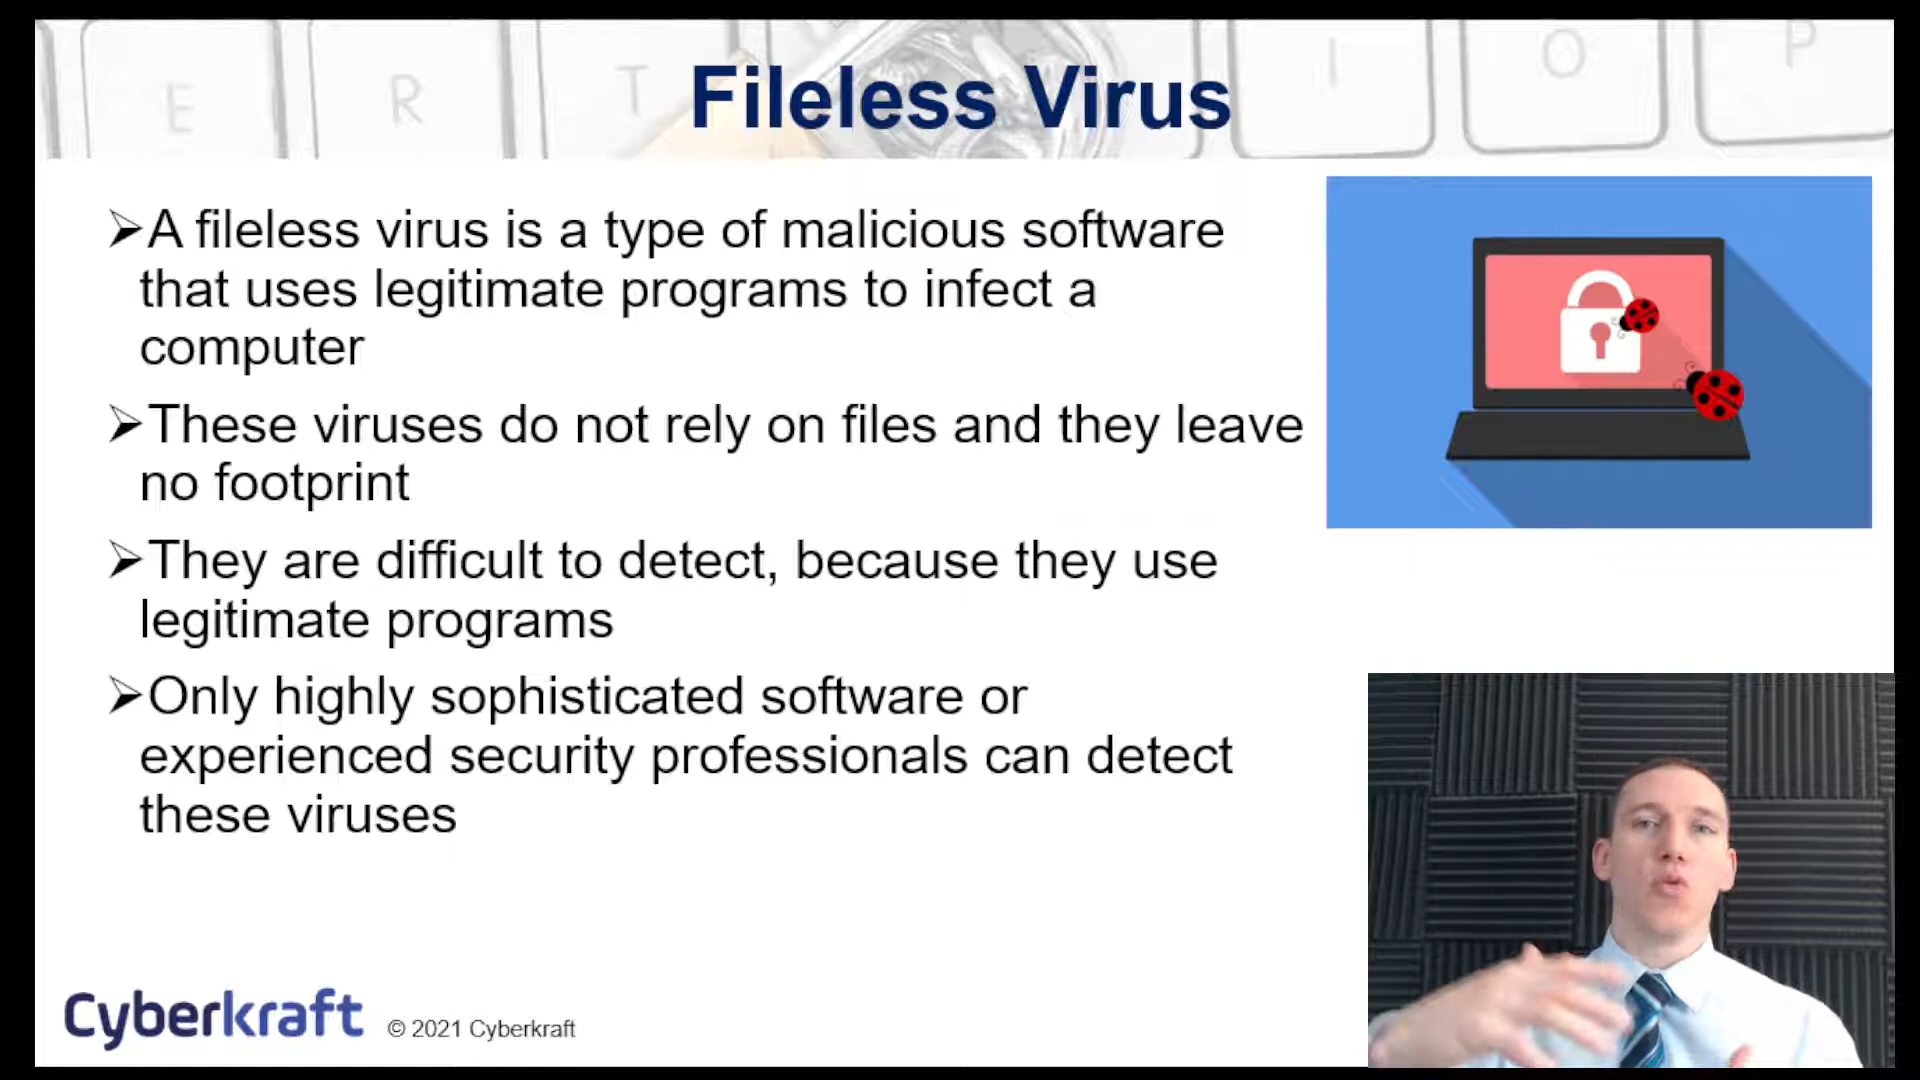 E R T I O P
Fileless Virus
➢A fileless virus is a type of malicious software
that uses legitimate programs to infect a
computer
➢These viruses do not rely on files and they leave
no footprint
➢They are difficult to detect, because they use
legitimate programs
➢Only highly sophisticated software or
experienced security professionals can detect
these viruses
Cyberkraft © 2021 Cyberkraft